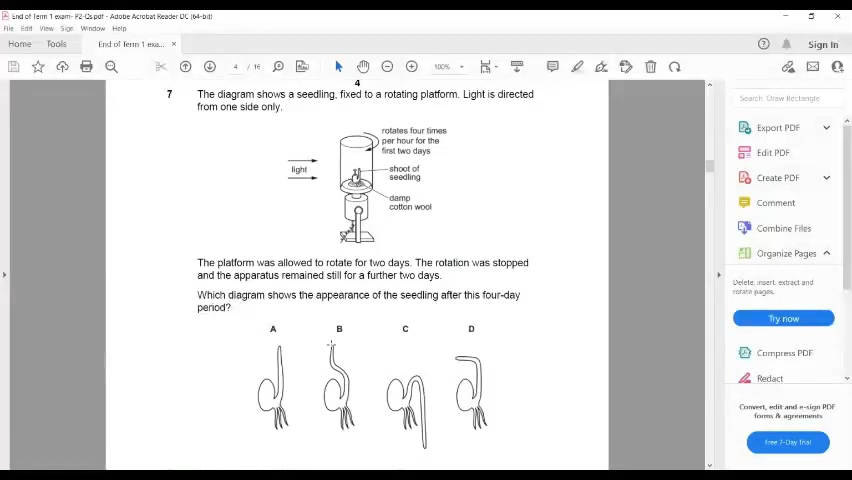 End of Term 1 exam- P2-Qs.pdf - Adobe Acrobat Reader DC (64-bit)
File Edit View Sign Window Help
Home Tools End of Term 1 exa... × Sign In
4 / 16 100%
4
7 The diagram shows a seedling, fixed to a rotating platform. Light is directed
from one side only.
rotates four times
per hour for the
first two days
light
shoot of
seedling
damp
cotton wool
The platform was allowed to rotate for two days. The rotation was stopped
and the apparatus remained still for a further two days.
Which diagram shows the appearance of the seedling after this four-day
period?
A B C D
Search 'Draw Rectangle'
Export PDF
Edit PDF
Create PDF
Comment
Combine Files
Organize Pages
Delete, insert, extract and
rotate pages.
Try now
Compress PDF
Redact
Convert, edit and e-sign PDF
forms & agreements
Free 7-Day Trial